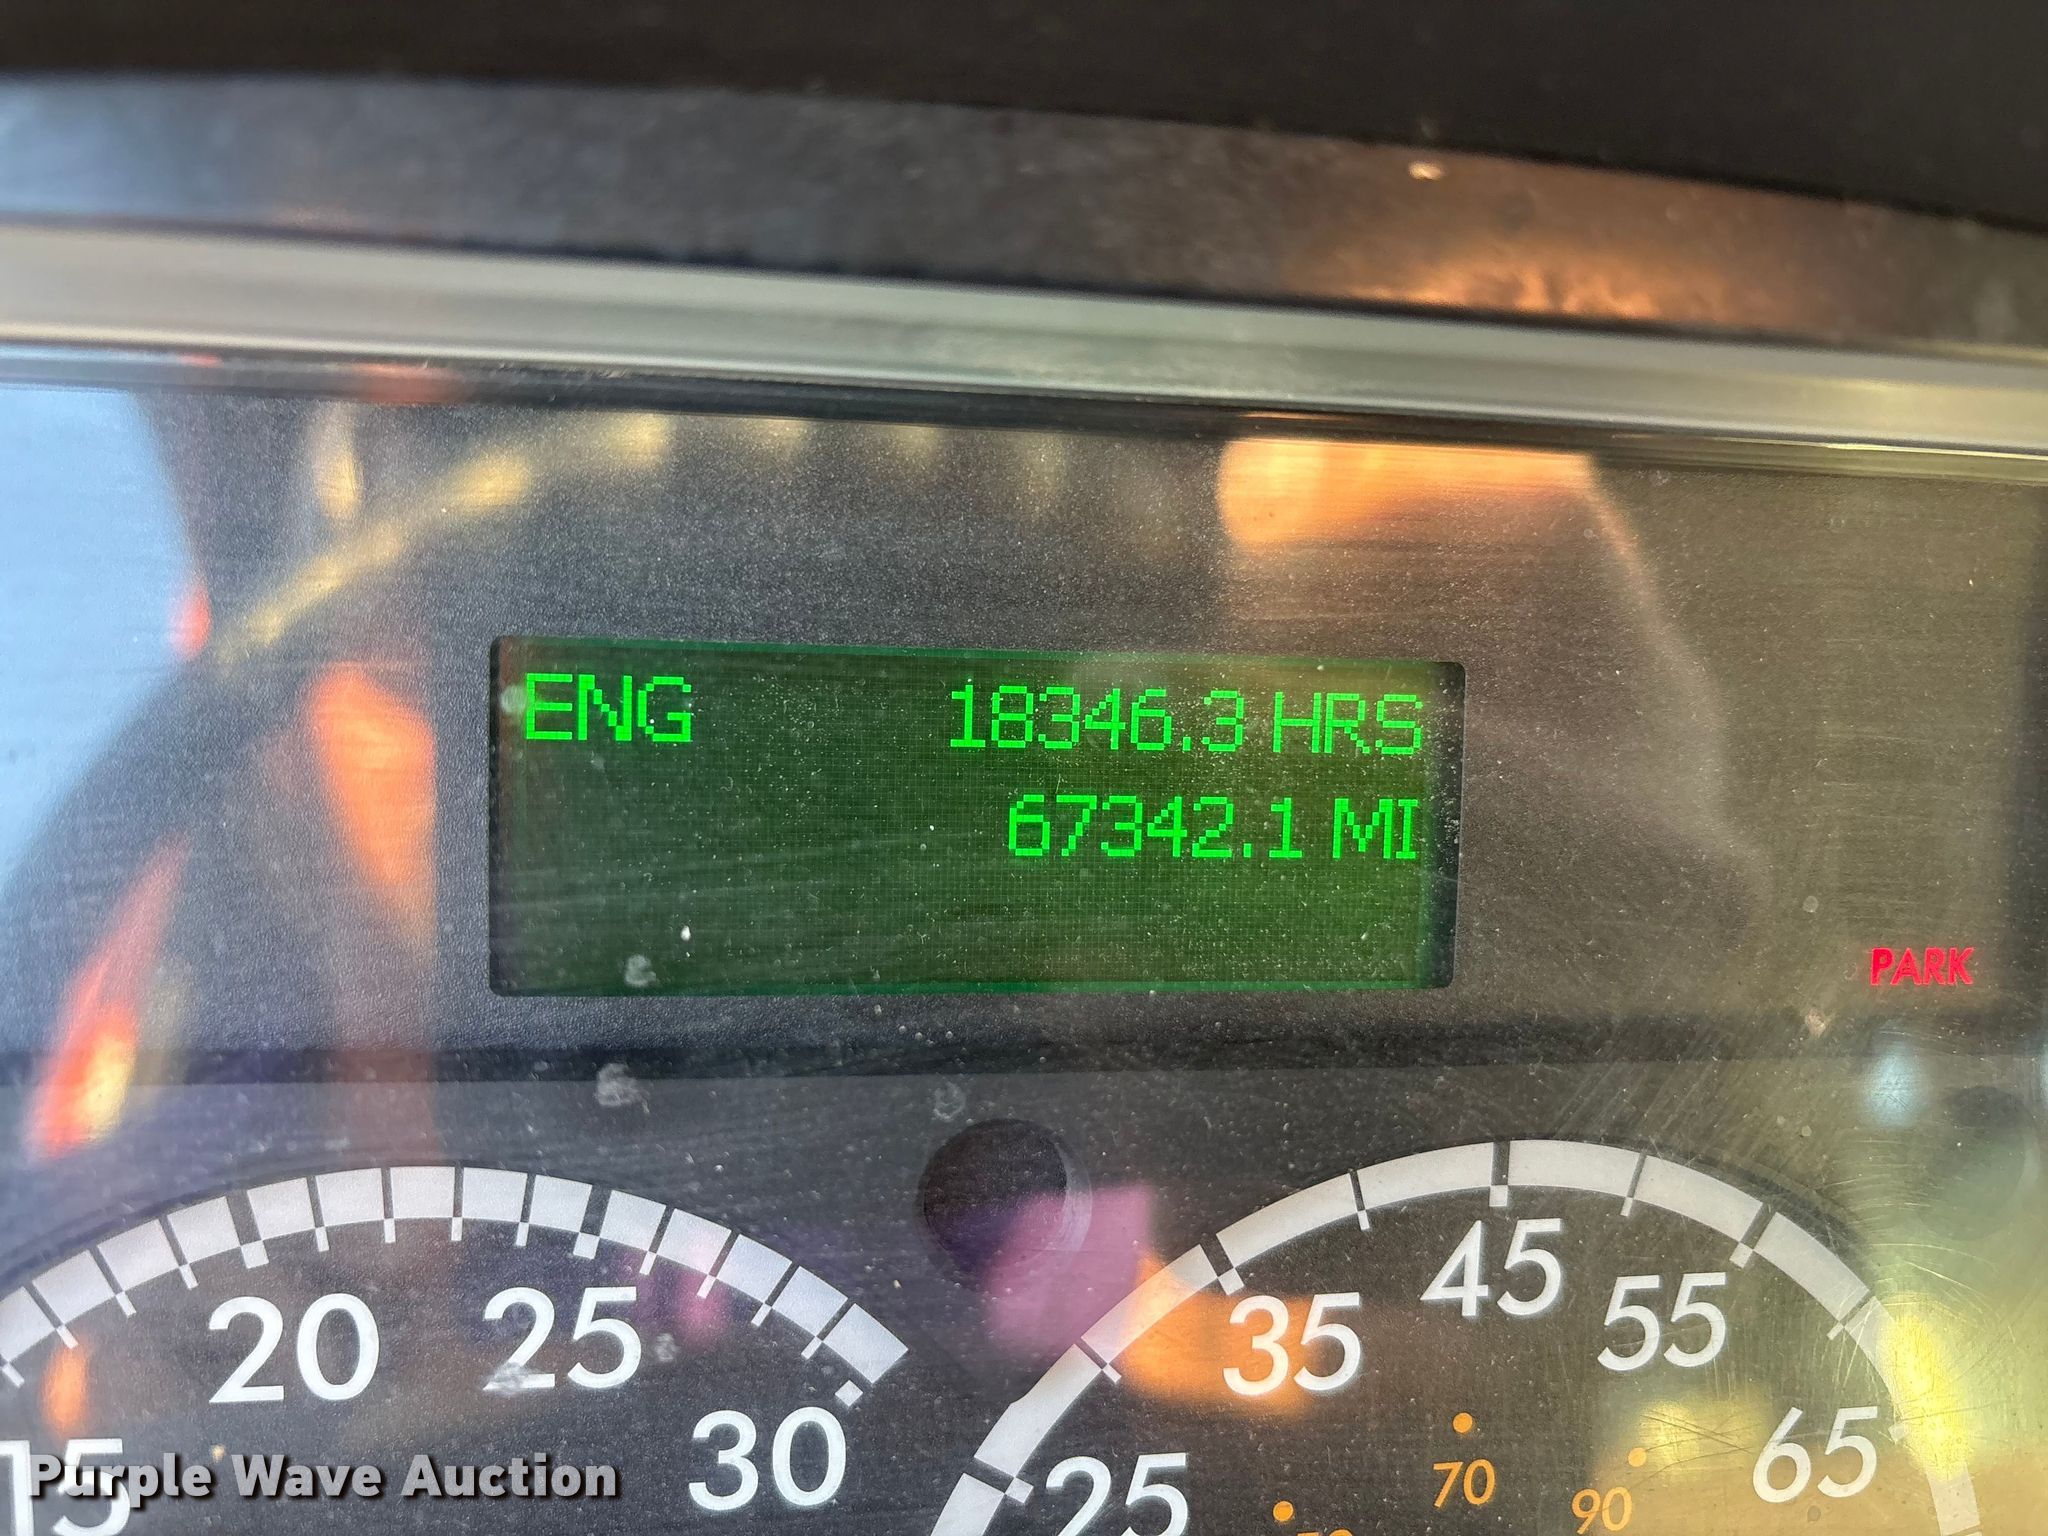 ENG 18346.3 HRS
67342.1 MI
PARK
20 25 30
35 45 55 65
25
70 90
15
Purple Wave Auction